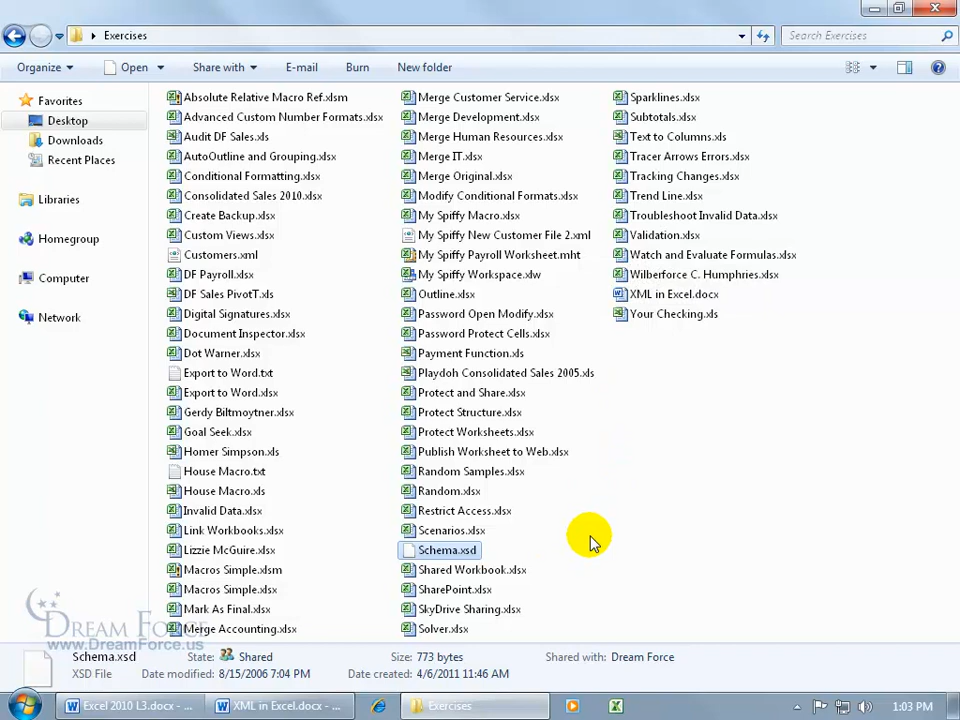 Exercises
Search Exercises
Organize
Open
Share with
E-mail
Burn
New folder
Favorites
Desktop
Downloads
Recent Places
Libraries
Homegroup
Computer
Network
Absolute Relative Macro Ref.xlsm
Advanced Custom Number Formats.xlsx
Audit DF Sales.xls
AutoOutline and Grouping.xlsx
Conditional Formatting.xlsx
Consolidated Sales 2010.xlsx
Create Backup.xlsx
Custom Views.xlsx
Customers.xml
DF Payroll.xlsx
DF Sales PivotT.xls
Digital Signatures.xlsx
Document Inspector.xlsx
Dot Warner.xlsx
Export to Word.txt
Export to Word.xlsx
Gerdy Biltmoytner.xlsx
Goal Seek.xlsx
Homer Simpson.xls
House Macro.txt
House Macro.xls
Invalid Data.xlsx
Link Workbooks.xlsx
Lizzie McGuire.xlsx
Macros Simple.xlsm
Macros Simple.xlsx
Mark As Final.xlsx
Merge Accounting.xlsx
Merge Customer Service.xlsx
Merge Development.xlsx
Merge Human Resources.xlsx
Merge IT.xlsx
Merge Original.xlsx
Modify Conditional Formats.xlsx
My Spiffy Macro.xlsx
My Spiffy New Customer File 2.xml
My Spiffy Payroll Worksheet.mht
My Spiffy Workspace.xlw
Outline.xlsx
Password Open Modify.xlsx
Password Protect Cells.xlsx
Payment Function.xls
Playdoh Consolidated Sales 2005.xls
Protect and Share.xlsx
Protect Structure.xlsx
Protect Worksheets.xlsx
Publish Worksheet to Web.xlsx
Random Samples.xlsx
Random.xlsx
Restrict Access.xlsx
Scenarios.xlsx
Schema.xsd
Shared Workbook.xlsx
SharePoint.xlsx
SkyDrive Sharing.xlsx
Solver.xlsx
Sparklines.xlsx
Subtotals.xlsx
Text to Columns.xls
Tracer Arrows Errors.xlsx
Tracking Changes.xlsx
Trend Line.xlsx
Troubleshoot Invalid Data.xlsx
Validation.xlsx
Watch and Evaluate Formulas.xlsx
Wilberforce C. Humphries.xlsx
XML in Excel.docx
Your Checking.xls
DREAM FORCE
www.DreamForce.us
Schema.xsd State: Shared Size: 773 bytes Shared with: Dream Force
XSD File Date modified: 8/15/2006 7:04 PM Date created: 4/6/2011 11:46 AM
Excel 2010 L3.docx - ...
XML in Excel.docx - ...
Exercises
1:03 PM